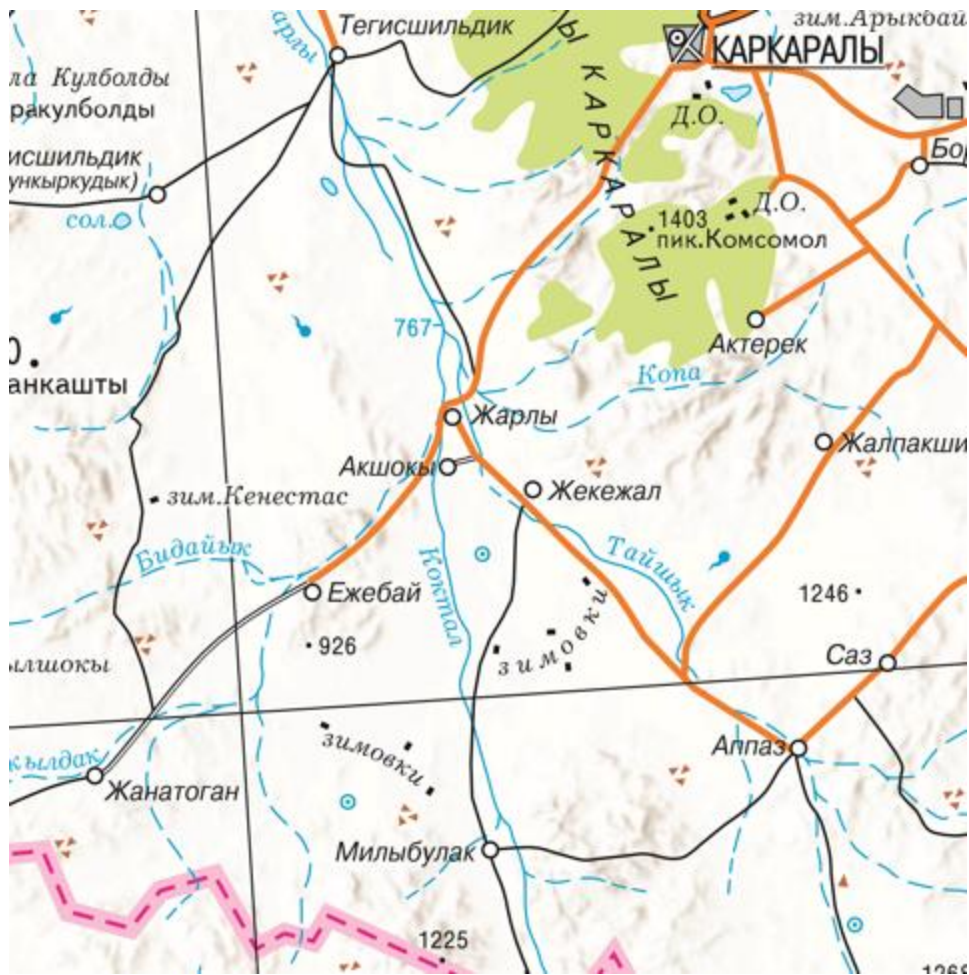 зим.Арыкбай
Тегисшильдик
КАРКАРАЛЫ
ла Кулболды
ракулболды
Д.О.
исшильдик
ункыркудык)
Бор
сол.
КАРКАРАЛЫ
1403
Д.О.
пик.Комсомол
767
Актерек
анкашты
Копа
Жарлы
Акшокы
Жалпакши
Жекежал
зим.Кенестас
Бидайык
Тайшык
Коктал
Ежебай
1246
зимовки
926
Саз
ылшокы
Аппаз
зимовки
кылдак
Жанатоган
Милыбулак
1225